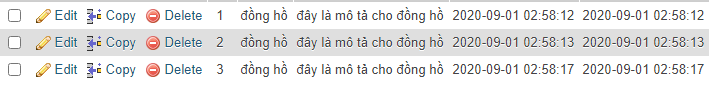 Edit Copy Delete 1 đồng hồ đây là mô tả cho đồng hồ 2020-09-01 02:58:12 2020-09-01 02:58:12
Edit Copy Delete 2 đồng hồ đây là mô tả cho đồng hồ 2020-09-01 02:58:13 2020-09-01 02:58:13
Edit Copy Delete 3 đồng hồ đây là mô tả cho đồng hồ 2020-09-01 02:58:17 2020-09-01 02:58:17